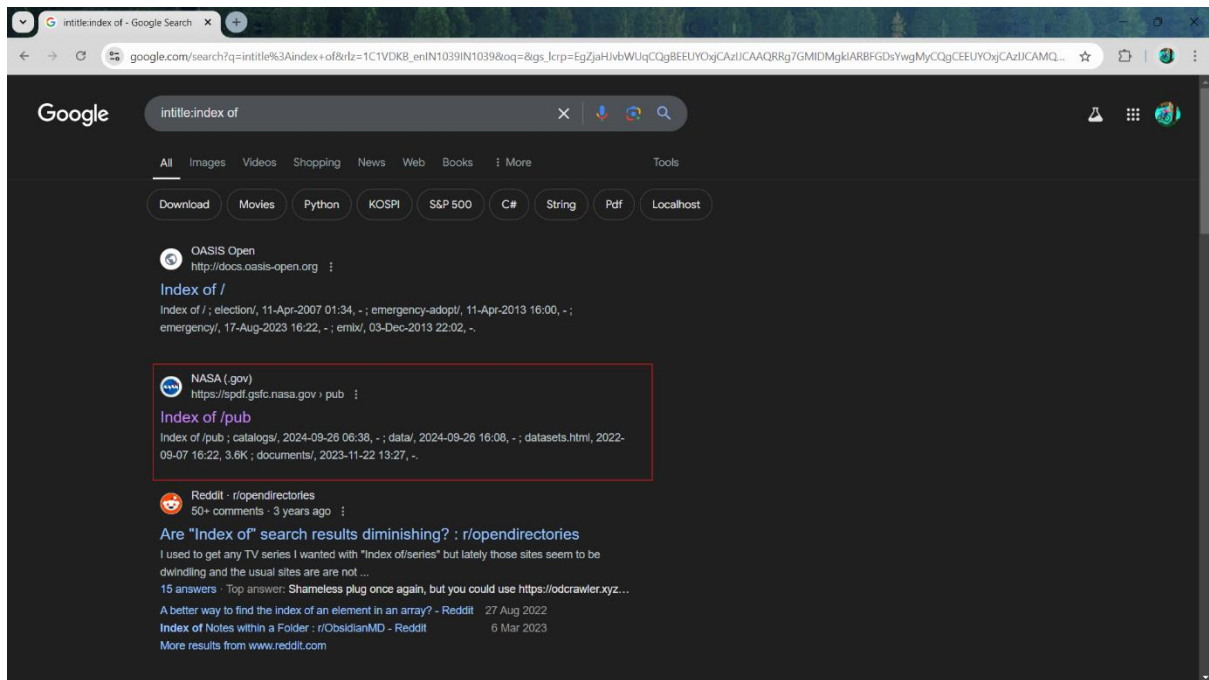 intitle:index of - Google Search
google.com/search?q=intitle%3Aindex+of&rlz=1C1VDKB_enIN1039IN1039&oq=&gs_lcrp=EgZjaHJvbWUqCQgBEEUYOxjCAzIJCAAQRRg7GMIDMgkIARBFGDsYwgMyCQgCEEUYOxjCAzIJCAMQ...
Google
intitle:index of
All Images Videos Shopping News Web Books More Tools
Download Movies Python KOSPI S&P 500 C# String Pdf Localhost
OASIS Open
http://docs.oasis-open.org
Index of /
Index of / ; election/, 11-Apr-2007 01:34, - ; emergency-adopt/, 11-Apr-2013 16:00, - ;
emergency/, 17-Aug-2023 16:22, - ; emix/, 03-Dec-2013 22:02, -.
NASA (.gov)
https://spdf.gsfc.nasa.gov › pub
Index of /pub
Index of /pub ; catalogs/, 2024-09-26 06:38, - ; data/, 2024-09-26 16:08, - ; datasets.html, 2022-
09-07 16:22, 3.6K ; documents/, 2023-11-22 13:27, -.
Reddit · r/opendirectories
50+ comments · 3 years ago
Are "Index of" search results diminishing? : r/opendirectories
I used to get any TV series I wanted with "Index of/series" but lately those sites seem to be
dwindling and the usual sites are are not ...
15 answers · Top answer: Shameless plug once again, but you could use https://odcrawler.xyz...
A better way to find the index of an element in an array? - Reddit 27 Aug 2022
Index of Notes within a Folder : r/ObsidianMD - Reddit 6 Mar 2023
More results from www.reddit.com